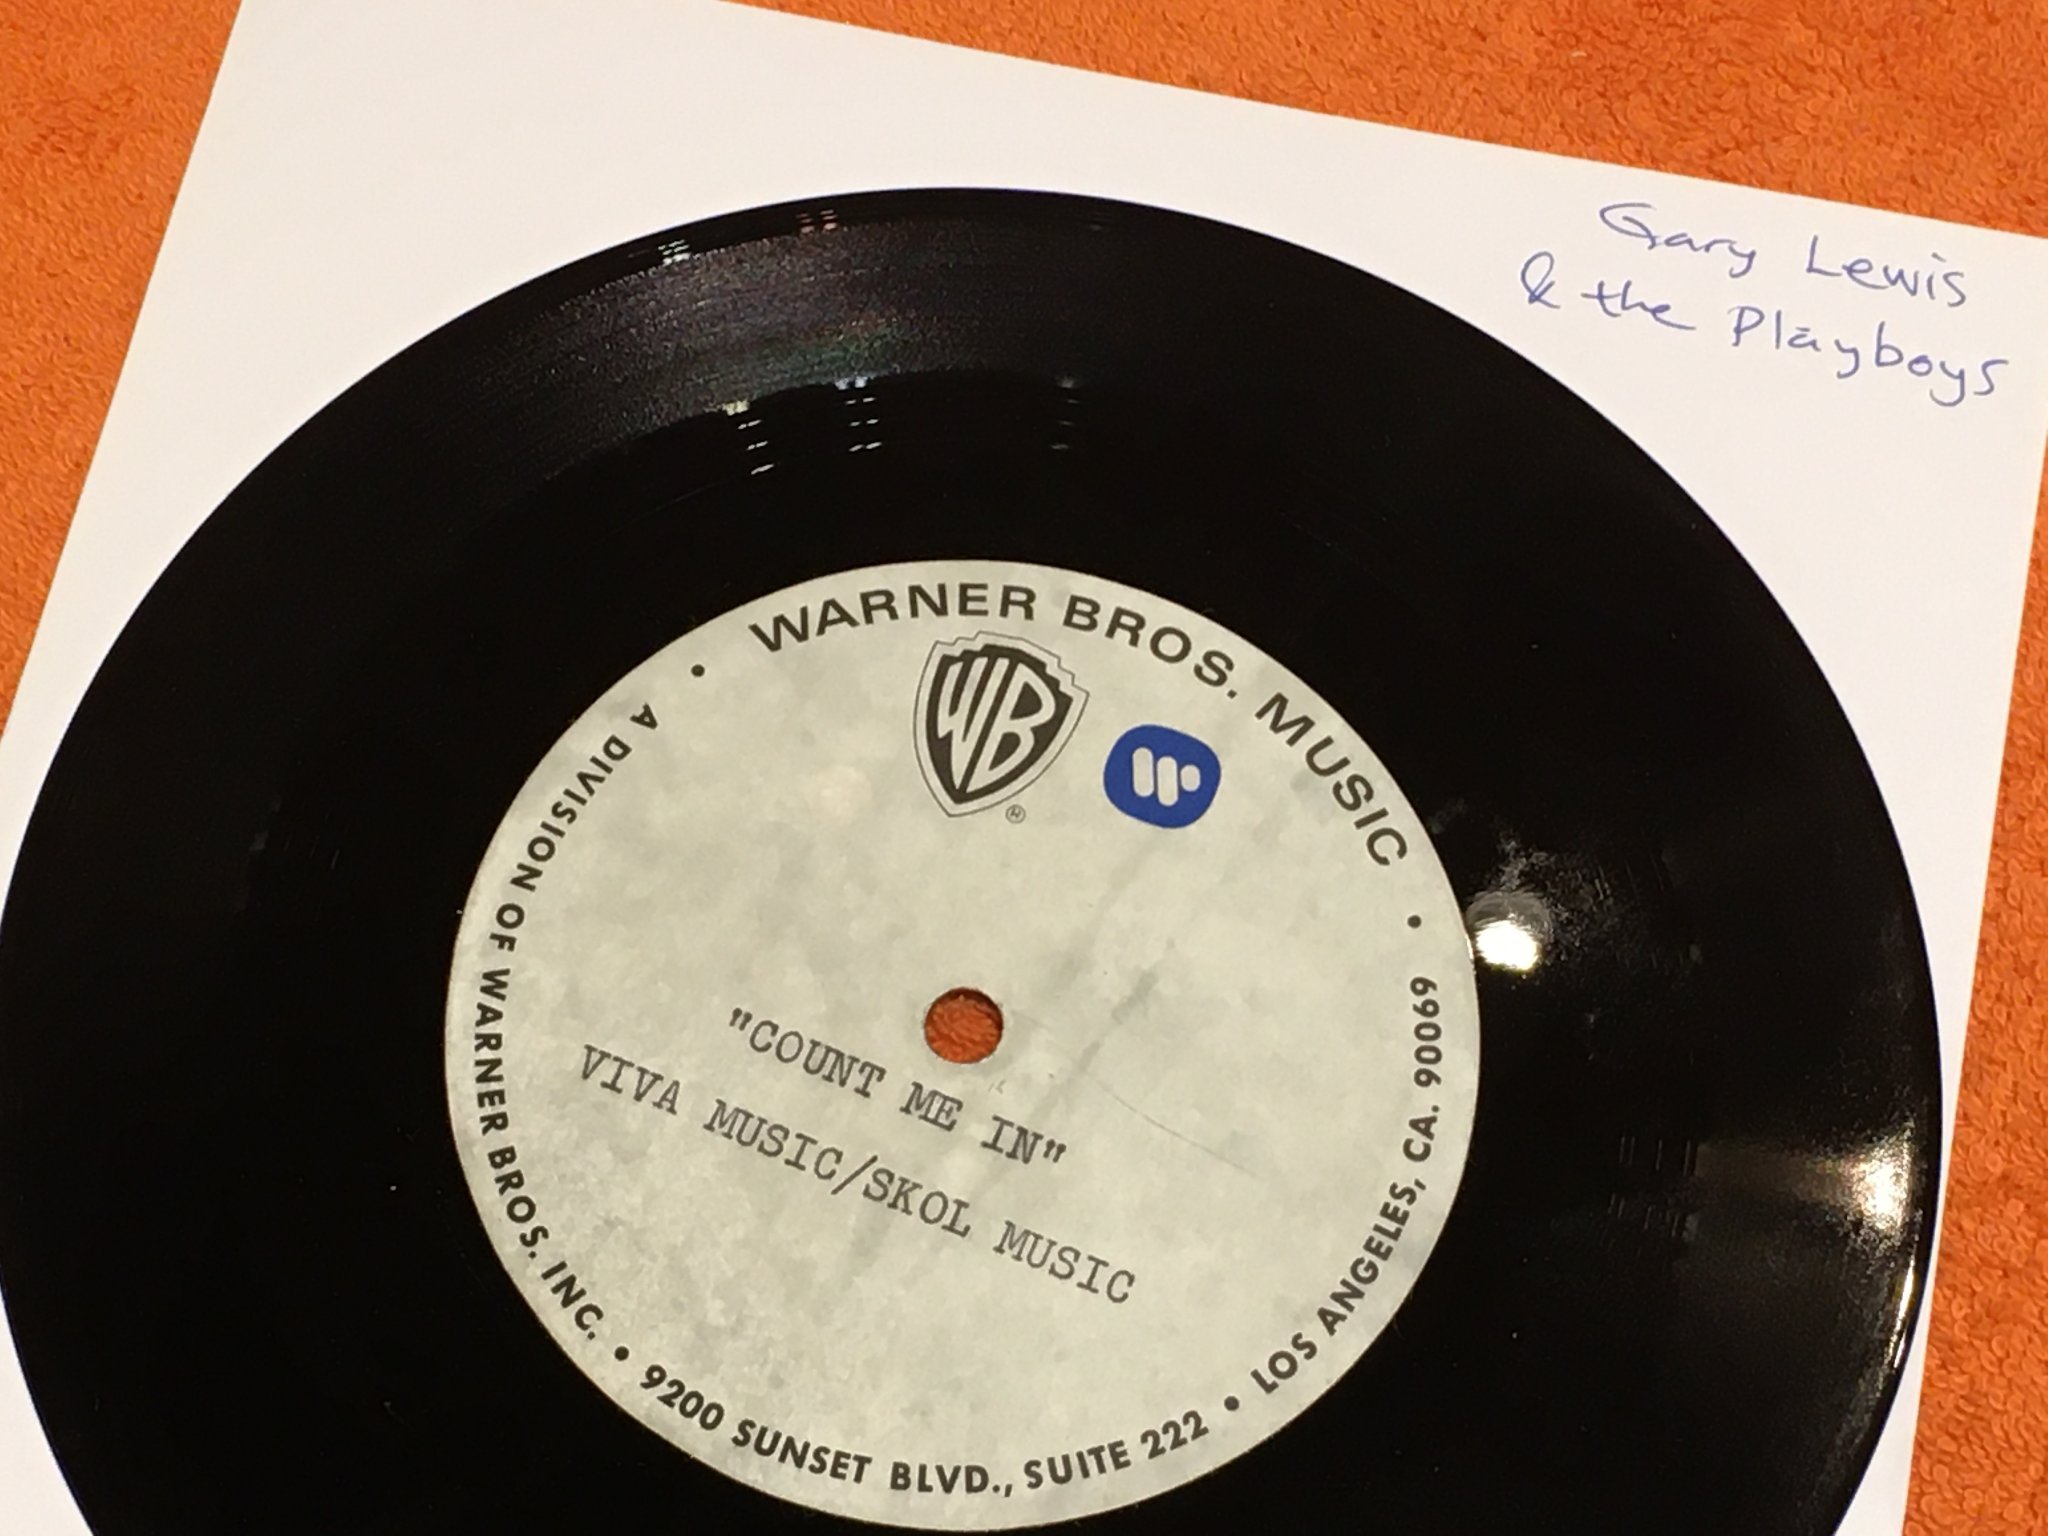 Gary Lewis
& the Playboys
• WARNER BROS. MUSIC •
WB
®
W
"COUNT ME IN"
VIVA MUSIC/SKOL MUSIC
A DIVISION OF WARNER BROS. INC. • 9200 SUNSET BLVD., SUITE 222 • LOS ANGELES, CA. 90069